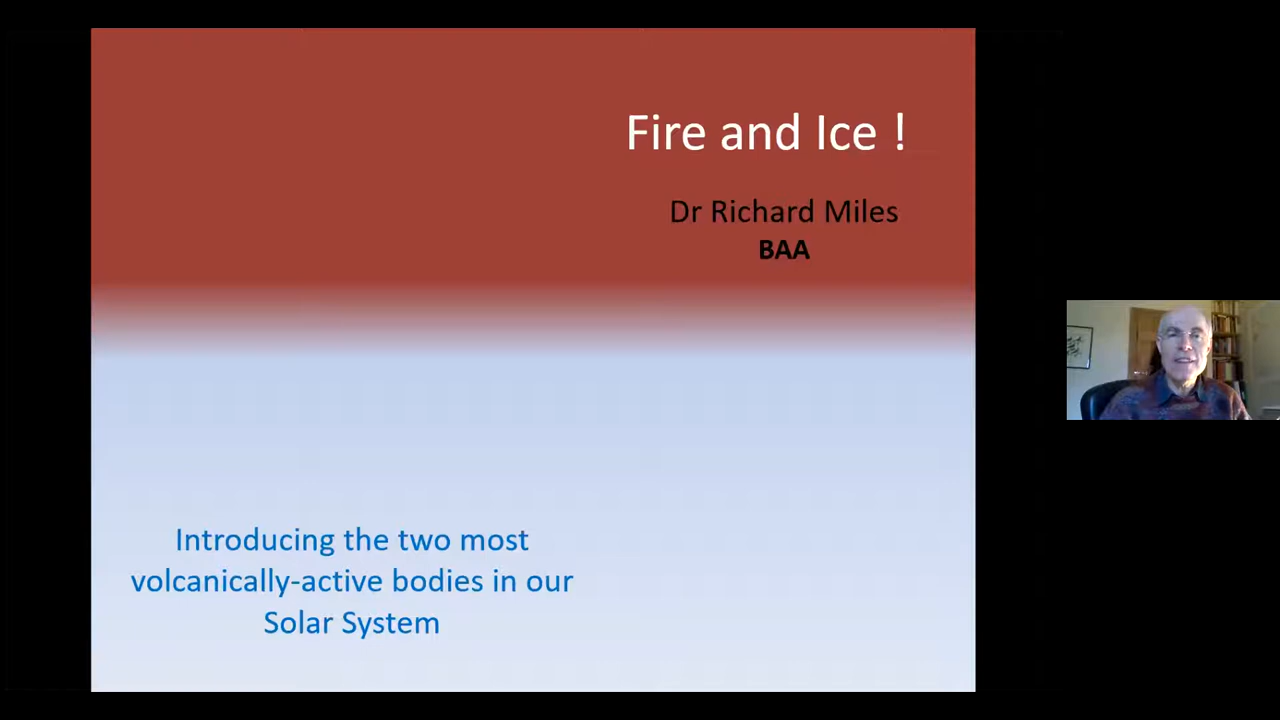 Fire and Ice !
Dr Richard Miles
BAA
Introducing the two most
volcanically-active bodies in our
Solar System